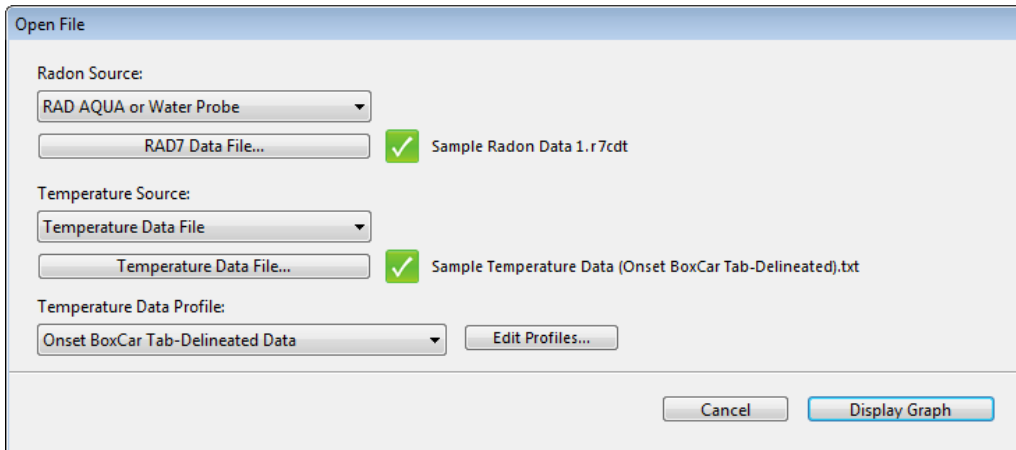 Open File
Radon Source:
RAD AQUA or Water Probe
RAD7 Data File...
Sample Radon Data 1.r7cdt
Temperature Source:
Temperature Data File
Temperature Data File...
Sample Temperature Data (Onset BoxCar Tab-Delineated).txt
Temperature Data Profile:
Onset BoxCar Tab-Delineated Data
Edit Profiles...
Cancel
Display Graph